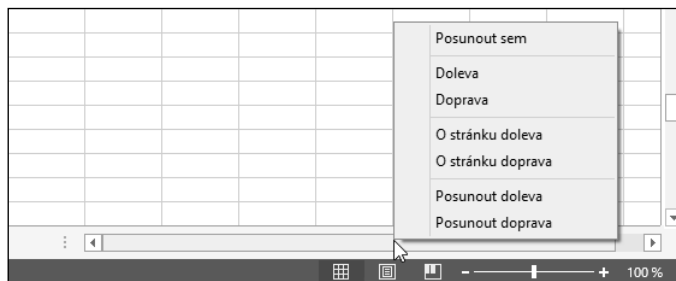 Posunout sem
Doleva
Doprava
O stránku doleva
O stránku doprava
Posunout doleva
Posunout doprava
100 %